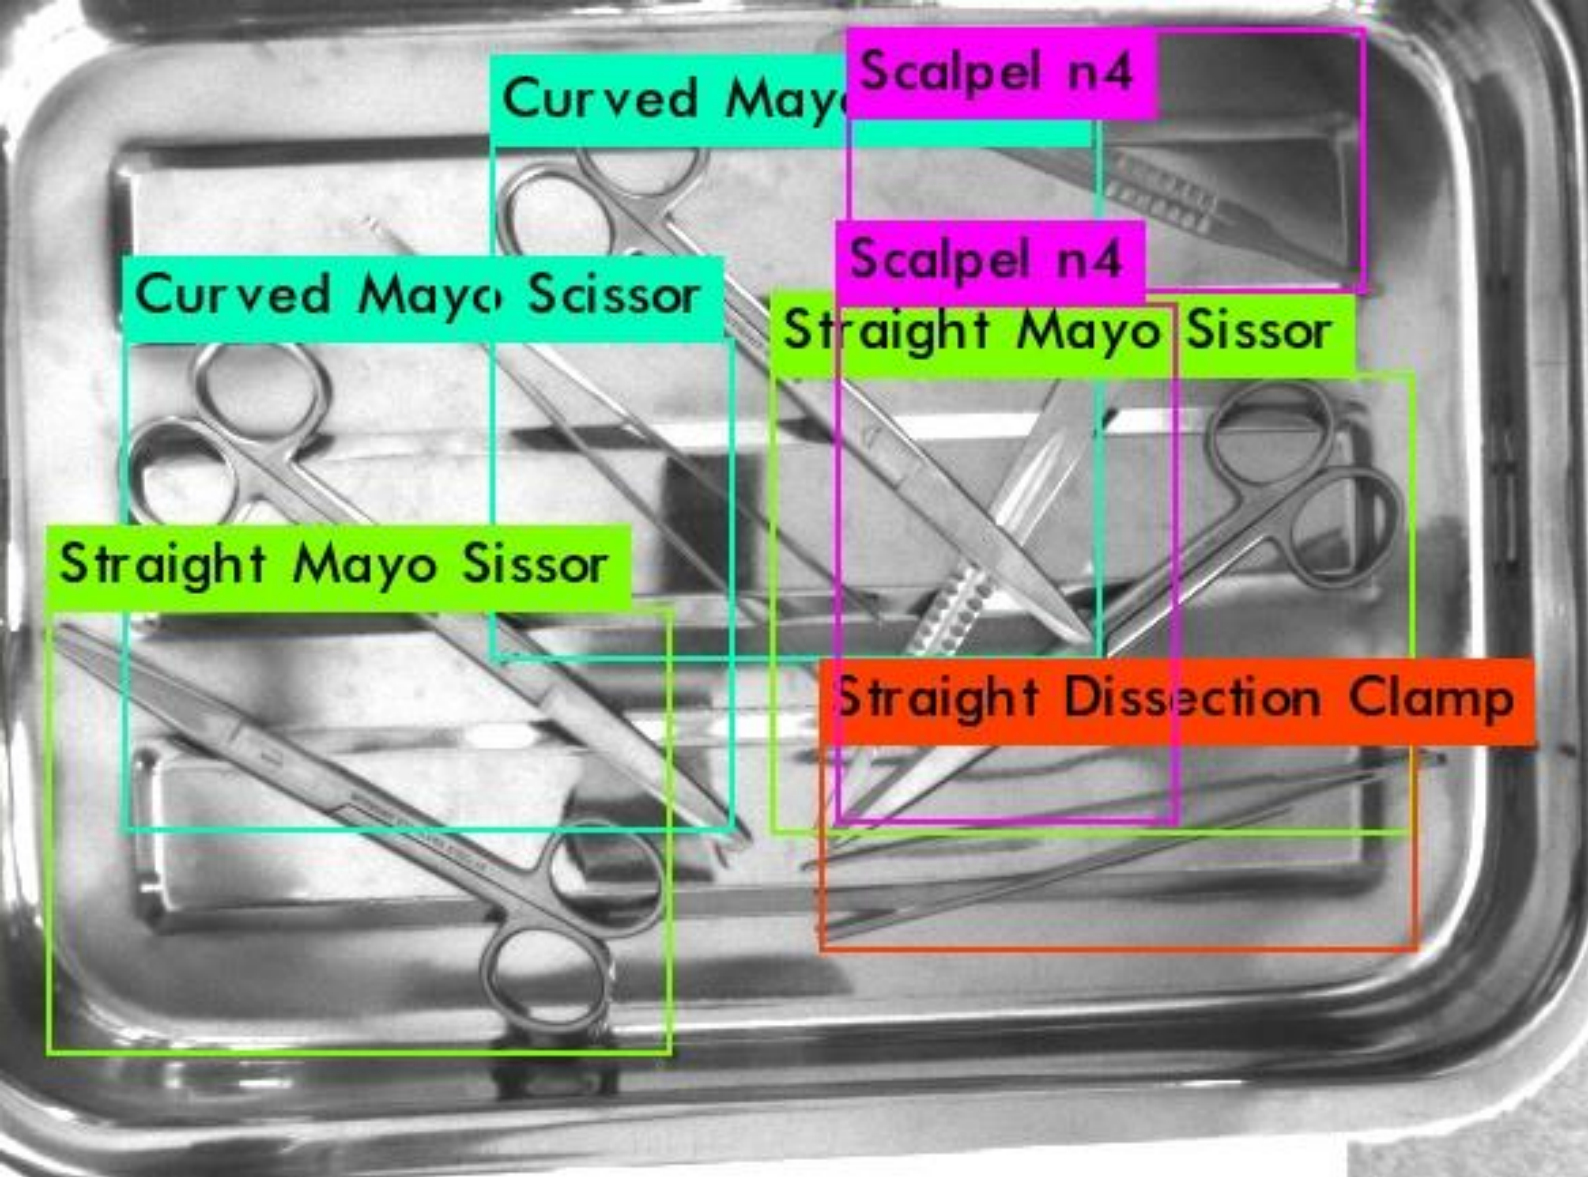 Scalpel n4
Curved Mayo
Scalpel n4
Curved Mayo Scissor
Straight Mayo Sissor
Straight Mayo Sissor
Straight Dissection Clamp